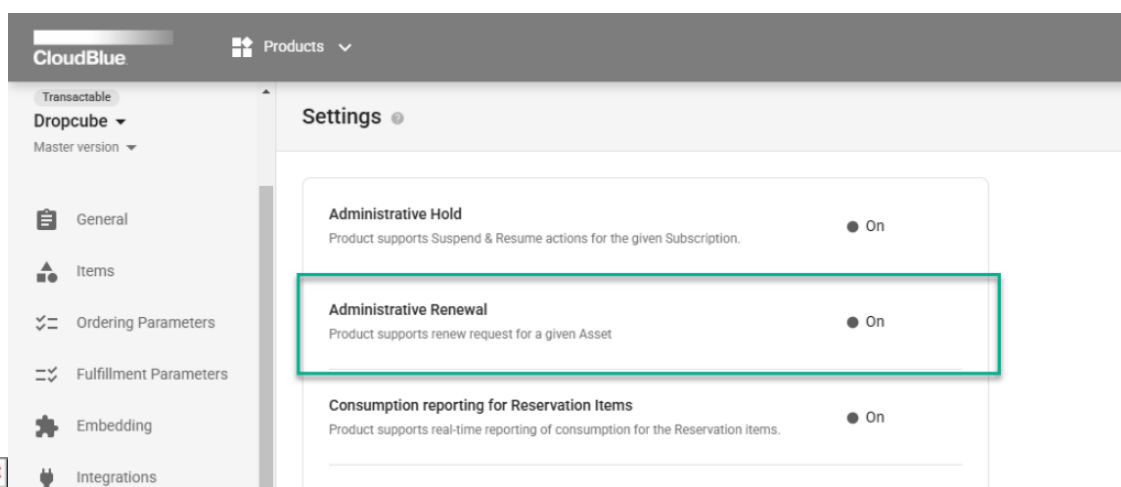 CloudBlue
Products
Transactable
Dropcube
Master version
General
Items
Ordering Parameters
Fulfillment Parameters
Embedding
Integrations
Settings
Administrative Hold
Product supports Suspend & Resume actions for the given Subscription.
On
Administrative Renewal
Product supports renew request for a given Asset
On
Consumption reporting for Reservation Items
Product supports real-time reporting of consumption for the Reservation items.
On